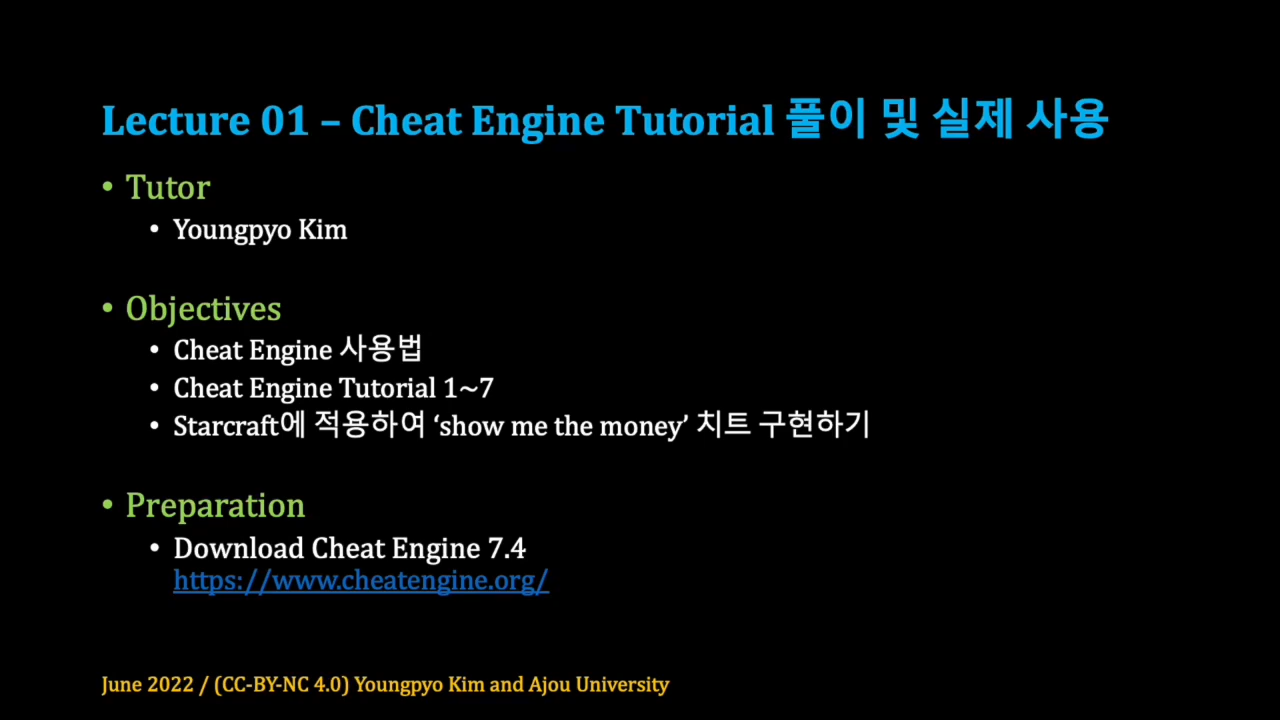 Lecture 01 – Cheat Engine Tutorial 풀이 및 실제 사용
• Tutor
• Youngpyo Kim
• Objectives
• Cheat Engine 사용법
• Cheat Engine Tutorial 1~7
• Starcraft에 적용하여 ‘show me the money’ 치트 구현하기
• Preparation
• Download Cheat Engine 7.4
https://www.cheatengine.org/
June 2022 / (CC-BY-NC 4.0) Youngpyo Kim and Ajou University